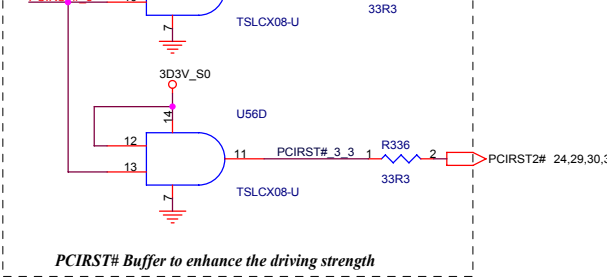 33R3
TSLCX08-U
7
3D3V_S0
14
U56D
12
13
11
PCIRST#_3_3
1
R336
2
PCIRST2# 24,29,30,
33R3
TSLCX08-U
7
PCIRST# Buffer to enhance the driving strength